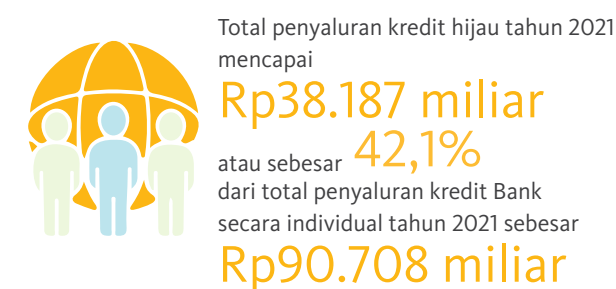 Total penyaluran kredit hijau tahun 2021
mencapai
Rp38.187 miliar
atau sebesar 42,1%
dari total penyaluran kredit Bank
secara individual tahun 2021 sebesar
Rp90.708 miliar